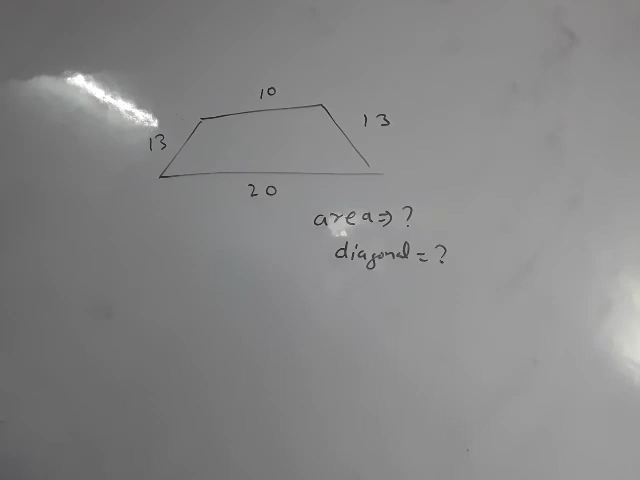 10
13
13
20
area⇒ ?
diagonal = ?